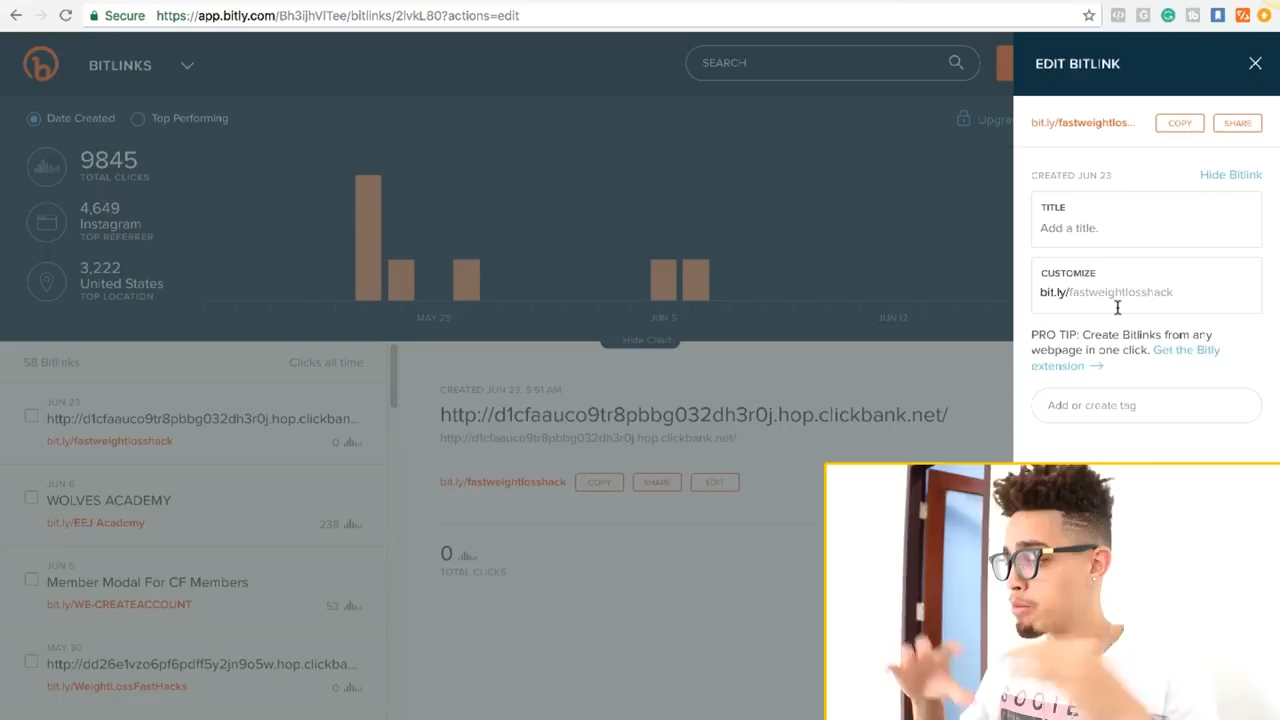 Secure https://app.bitly.com/Bh3ijhVlTee/bitlinks/2lvkL80?actions=edit
BITLINKS
SEARCH
EDIT BITLINK
Date Created
Top Performing
Upgra
9845
TOTAL CLICKS
4,649
Instagram
TOP REFERRER
3,222
United States
TOP LOCATION
MAY 29
JUN 5
JUN 12
Hide Chart
bit.ly/fastweightlos...
COPY
SHARE
CREATED JUN 23
Hide Bitlink
TITLE
Add a title.
CUSTOMIZE
bit.ly/fastweightlosshack
PRO TIP: Create Bitlinks from any
webpage in one click. Get the Bitly
extension →
Add or create tag
58 Bitlinks
Clicks all time
JUN 23
http://d1cfaauco9tr8pbbg032dh3r0j.hop.clickban...
bit.ly/fastweightlosshack
0
JUN 6
WOLVES ACADEMY
bit.ly/EEJ Academy
238
JUN 5
Member Modal For CF Members
bit.ly/WE-CREATEACCOUNT
53
MAY 30
http://dd26e1vzo6pf6pdff5y2jn9o5w.hop.clickba...
bit.ly/WeightLossFastHacks
0
CREATED JUN 23, 5:51 AM
http://d1cfaauco9tr8pbbg032dh3r0j.hop.clickbank.net/
http://d1cfaauco9tr8pbbg032dh3r0j.hop.clickbank.net/
bit.ly/fastweightlosshack
COPY
SHARE
EDIT
0
TOTAL CLICKS